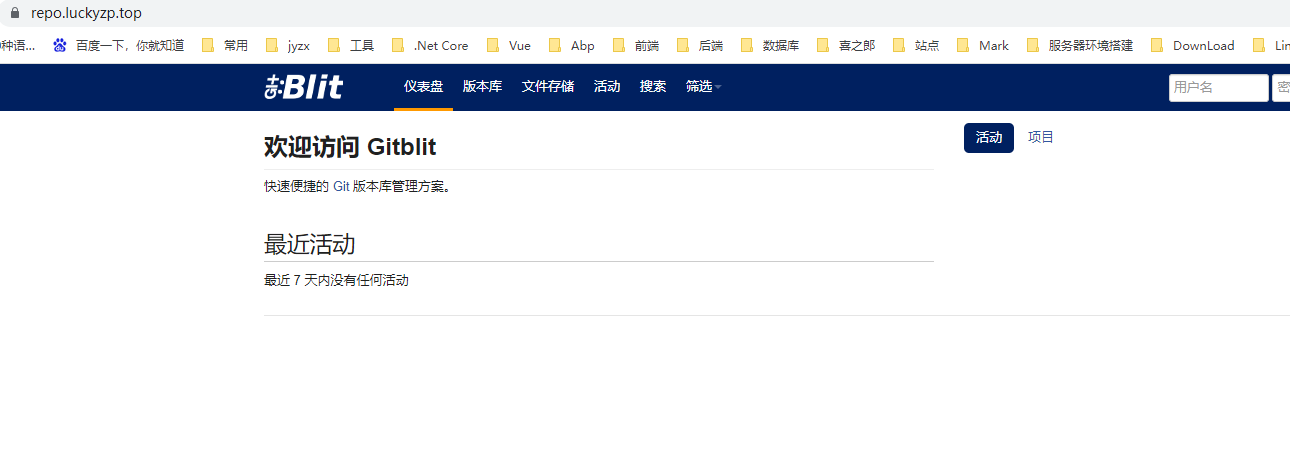 repo.luckyzp.top
种语... 百度一下，你就知道 常用 jyzx 工具 .Net Core Vue Abp 前端 后端 数据库 喜之郎 站点 Mark 服务器环境搭建 DownLoad Lin
Blit 仪表盘 版本库 文件存储 活动 搜索 筛选 用户名 密
活动 项目
欢迎访问 Gitblit
快速便捷的 Git 版本库管理方案。
最近活动
最近 7 天内没有任何活动